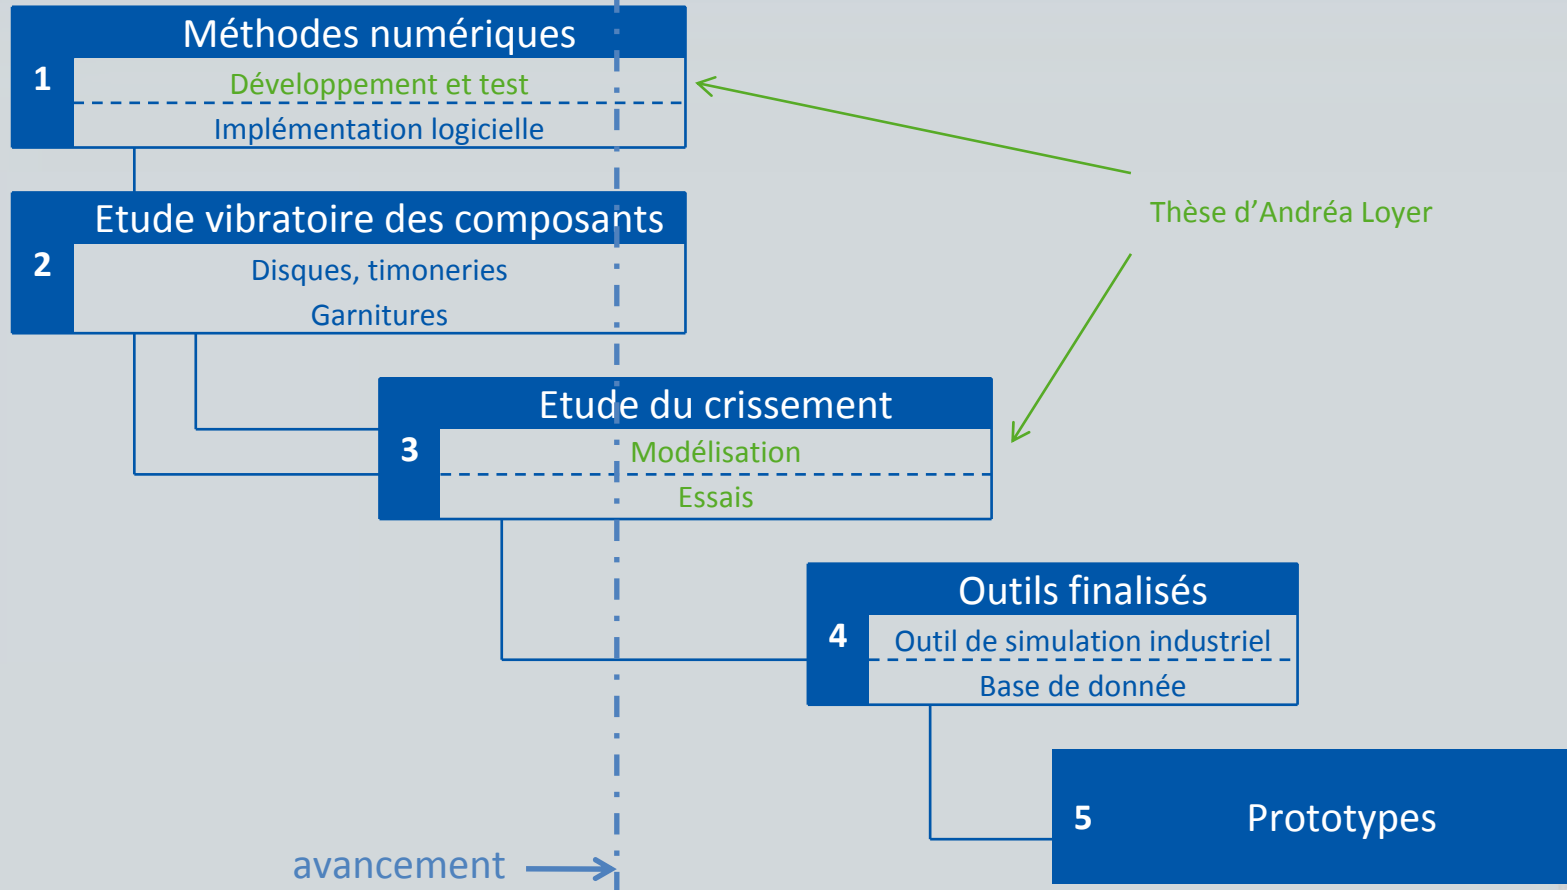 Méthodes numériques
1
Développement et test
Implémentation logicielle
Etude vibratoire des composants
2
Disques, timoneries
Garnitures
Thèse d’Andréa Loyer
Etude du crissement
3
Modélisation
Essais
Outils finalisés
4
Outil de simulation industriel
Base de donnée
5
Prototypes
avancement